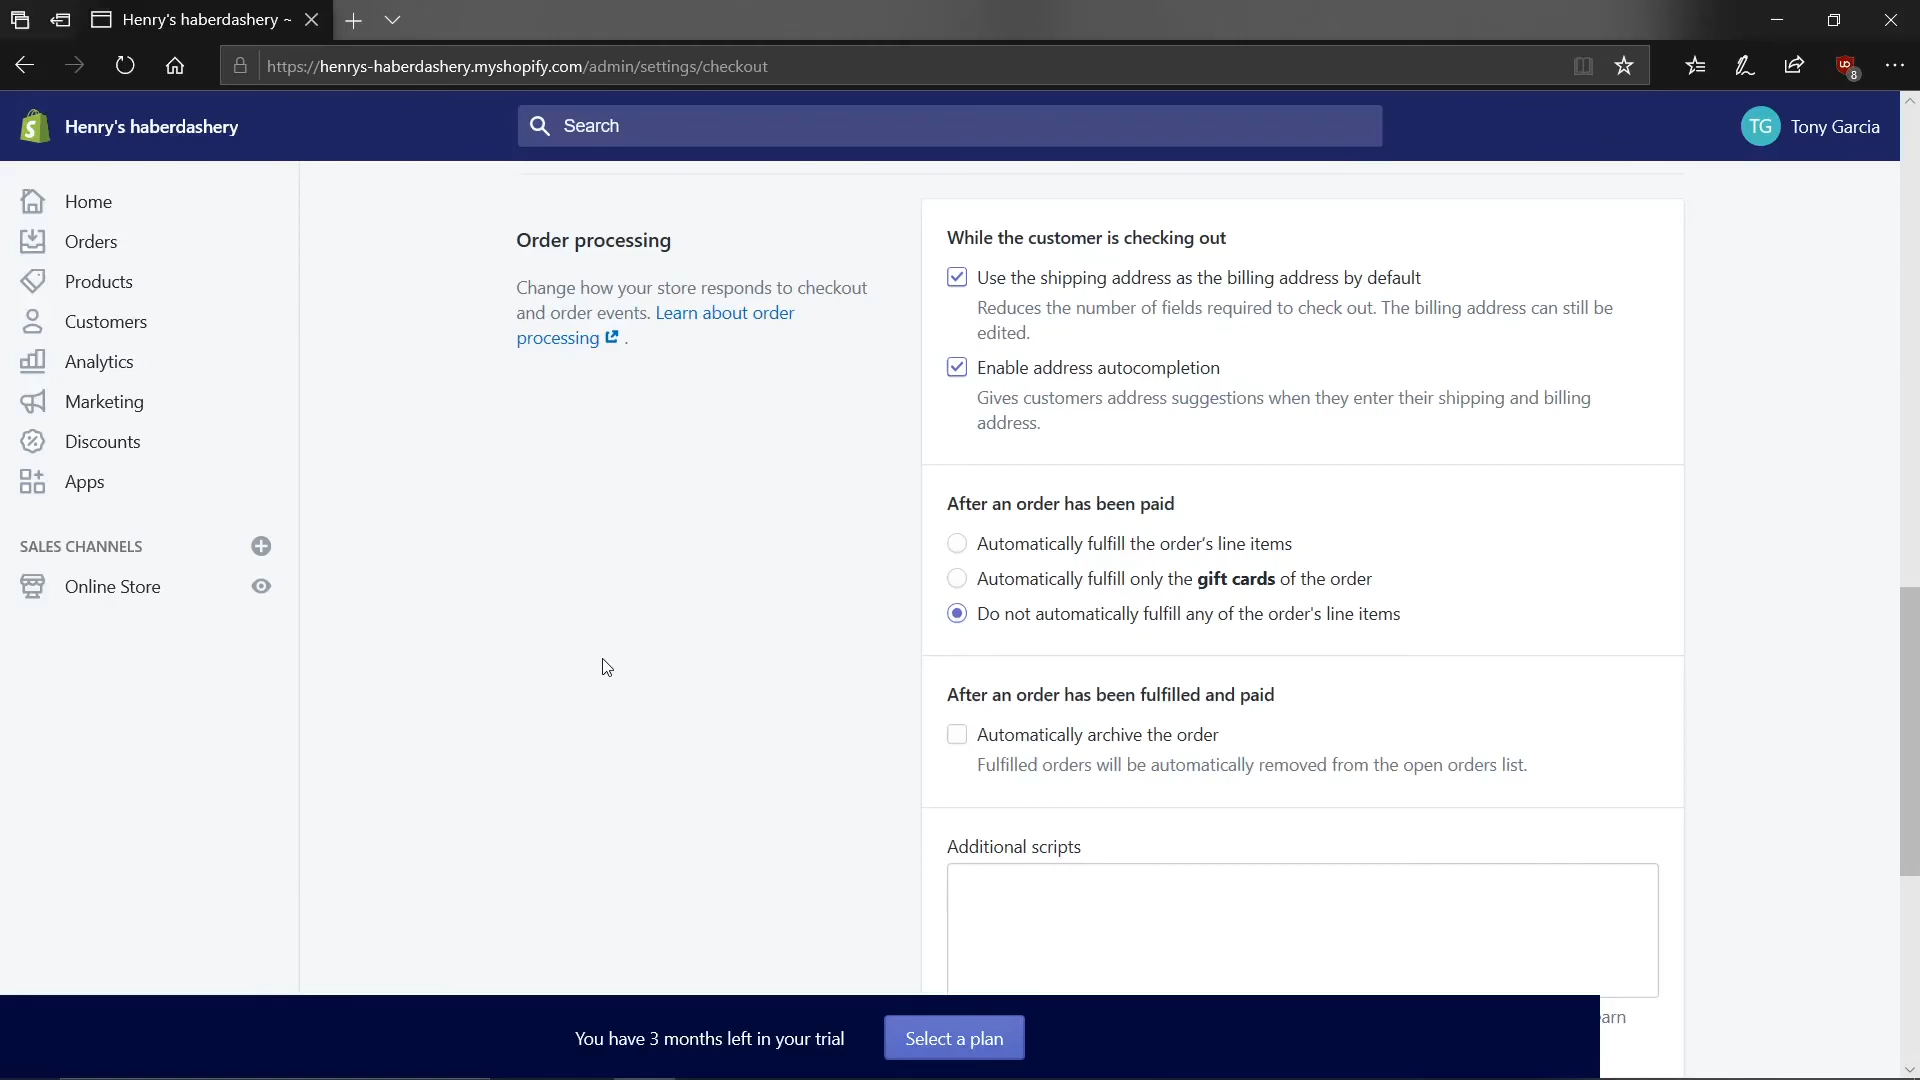 Henry's haberdashery ~
https://henrys-haberdashery.myshopify.com/admin/settings/checkout
UO
8
Henry's haberdashery
Search
TG
Tony Garcia
Home
Orders
Products
Customers
Analytics
Marketing
Discounts
Apps
SALES CHANNELS
Online Store
Order processing
Change how your store responds to checkout
and order events. Learn about order
processing .
While the customer is checking out
Use the shipping address as the billing address by default
Reduces the number of fields required to check out. The billing address can still be
edited.
Enable address autocompletion
Gives customers address suggestions when they enter their shipping and billing
address.
After an order has been paid
Automatically fulfill the order's line items
Automatically fulfill only the gift cards of the order
Do not automatically fulfill any of the order's line items
After an order has been fulfilled and paid
Automatically archive the order
Fulfilled orders will be automatically removed from the open orders list.
Additional scripts
earn
You have 3 months left in your trial
Select a plan